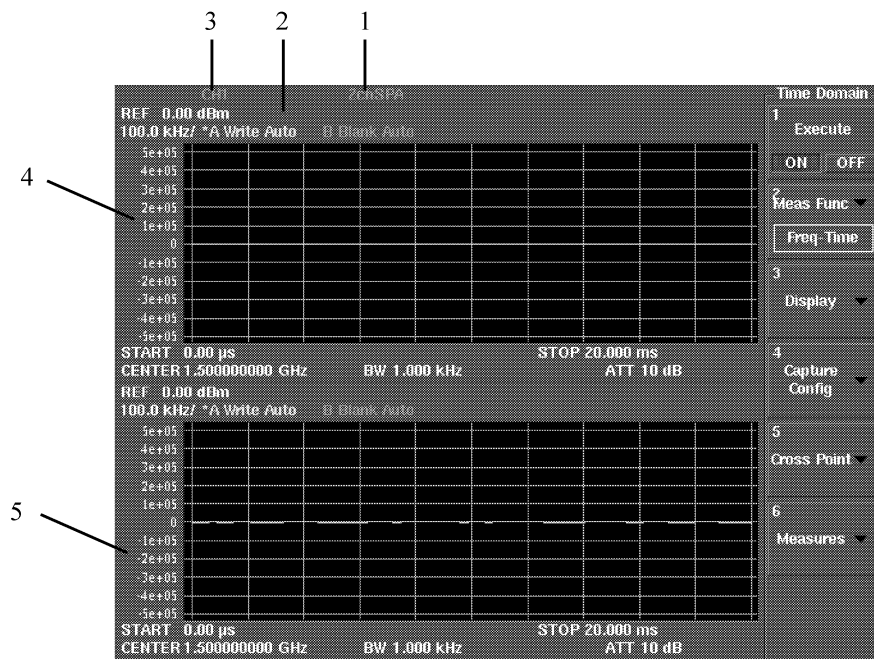 3 2 1
CH1 2chSPA
REF 0.00 dBm
100.0 kHz/ *A Write Auto B Blank Auto
5e+05
4e+05
3e+05
2e+05
1e+05
0
-1e+05
-2e+05
-3e+05
-4e+05
-5e+05
START 0.00 µs STOP 20.000 ms
CENTER 1.500000000 GHz BW 1.000 kHz ATT 10 dB
4
REF 0.00 dBm
100.0 kHz/ *A Write Auto B Blank Auto
5e+05
4e+05
3e+05
2e+05
1e+05
0
-1e+05
-2e+05
-3e+05
-4e+05
-5e+05
START 0.00 µs STOP 20.000 ms
CENTER 1.500000000 GHz BW 1.000 kHz ATT 10 dB
5
Time Domain
1
Execute
ON OFF
2
Meas Func
Freq-Time
3
Display
4
Capture
Config
5
Cross Point
6
Measures